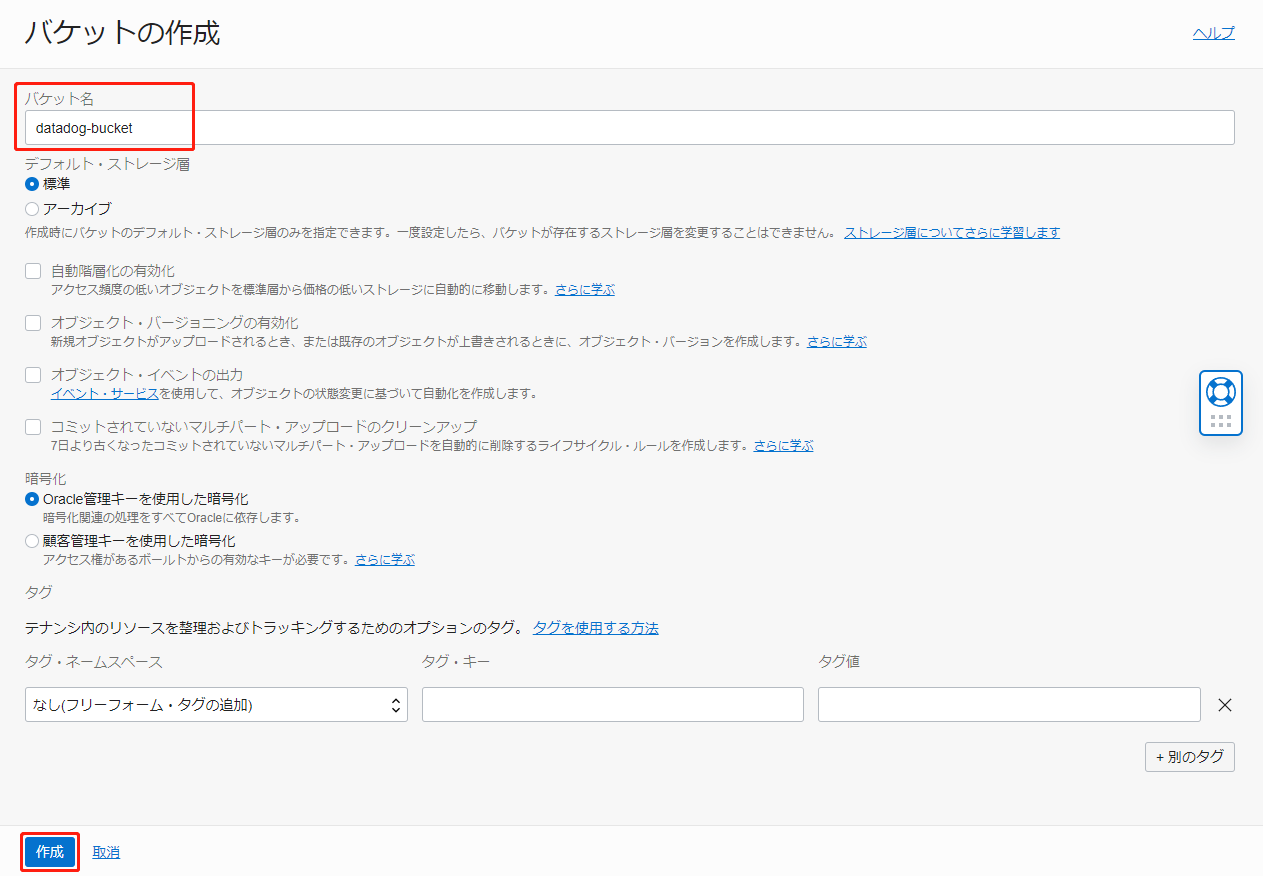 バケットの作成
ヘルプ
バケット名
datadog-bucket
デフォルト・ストレージ層
標準
アーカイブ
作成時にバケットのデフォルト・ストレージ層のみを指定できます。一度設定したら、バケットが存在するストレージ層を変更することはできません。 ストレージ層についてさらに学習します
自動階層化の有効化
アクセス頻度の低いオブジェクトを標準層から価格の低いストレージに自動的に移動します。さらに学ぶ
オブジェクト・バージョニングの有効化
新規オブジェクトがアップロードされるとき、または既存のオブジェクトが上書きされるときに、オブジェクト・バージョンを作成します。さらに学ぶ
オブジェクト・イベントの出力
イベント・サービスを使用して、オブジェクトの状態変更に基づいて自動化を作成します。
コミットされていないマルチパート・アップロードのクリーンアップ
7日より古くなったコミットされていないマルチパート・アップロードを自動的に削除するライフサイクル・ルールを作成します。さらに学ぶ
暗号化
Oracle管理キーを使用した暗号化
暗号化関連の処理をすべてOracleに依存します。
顧客管理キーを使用した暗号化
アクセス権があるボールトからの有効なキーが必要です。さらに学ぶ
タグ
テナンシ内のリソースを整理およびトラッキングするためのオプションのタグ。 タグを使用する方法
タグ・ネームスペース タグ・キー タグ値
なし(フリーフォーム・タグの追加)
+ 別のタグ
作成 取消